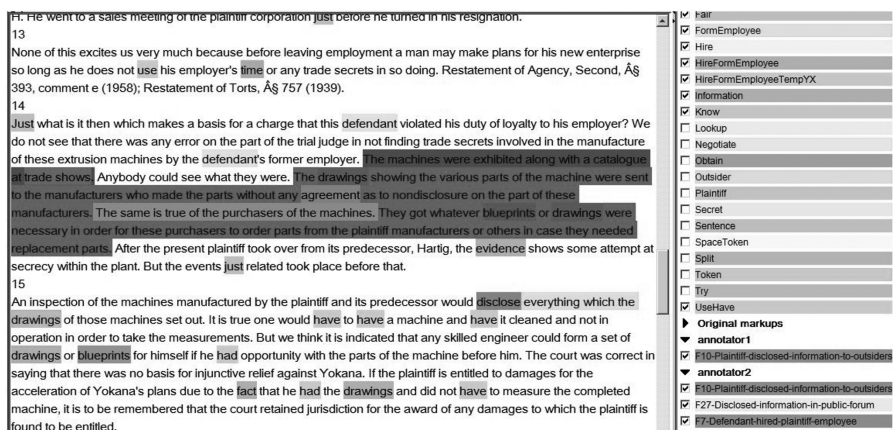 H. He went to a sales meeting of the plaintiff corporation just before he turned in his resignation.
13
None of this excites us very much because before leaving employment a man may make plans for his new enterprise
so long as he does not use his employer's time or any trade secrets in so doing. Restatement of Agency, Second, Â§
393, comment e (1958); Restatement of Torts, Â§ 757 (1939).
14
Just what is it then which makes a basis for a charge that this defendant violated his duty of loyalty to his employer? We
do not see that there was any error on the part of the trial judge in not finding trade secrets involved in the manufacture
of these extrusion machines by the defendant's former employer. The machines were exhibited along with a catalogue
at trade shows. Anybody could see what they were. The drawings showing the various parts of the machine were sent
to the manufacturers who made the parts without any agreement as to nondisclosure on the part of these
manufacturers. The same is true of the purchasers of the machines. They got whatever blueprints or drawings were
necessary in order for these purchasers to order parts from the plaintiff manufacturers or others in case they needed
replacement parts. After the present plaintiff took over from its predecessor, Hartig, the evidence shows some attempt at
secrecy within the plant. But the events just related took place before that.
15
An inspection of the machines manufactured by the plaintiff and its predecessor would disclose everything which the
drawings of those machines set out. It is true one would have to have a machine and have it cleaned and not in
operation in order to take the measurements. But we think it is indicated that any skilled engineer could form a set of
drawings or blueprints for himself if he had opportunity with the parts of the machine before him. The court was correct in
saying that there was no basis for injunctive relief against Yokana. If the plaintiff is entitled to damages for the
acceleration of Yokana's plans due to the fact that he had the drawings and did not have to measure the completed
machine, it is to be remembered that the court retained jurisdiction for the award of any damages to which the plaintiff is
found to be entitled.
Fair
FormEmployee
Hire
HireFormEmployee
HireFormEmployeeTempYX
Information
Know
Lookup
Negotiate
Obtain
Outsider
Plaintiff
Secret
Sentence
SpaceToken
Split
Token
Try
UseHave
Original markups
annotator1
F10-Plaintiff-disclosed-information-to-outsiders
annotator2
F10-Plaintiff-disclosed-information-to-outsiders
F27-Disclosed-information-in-public-forum
F7-Defendant-hired-plaintiff-employee